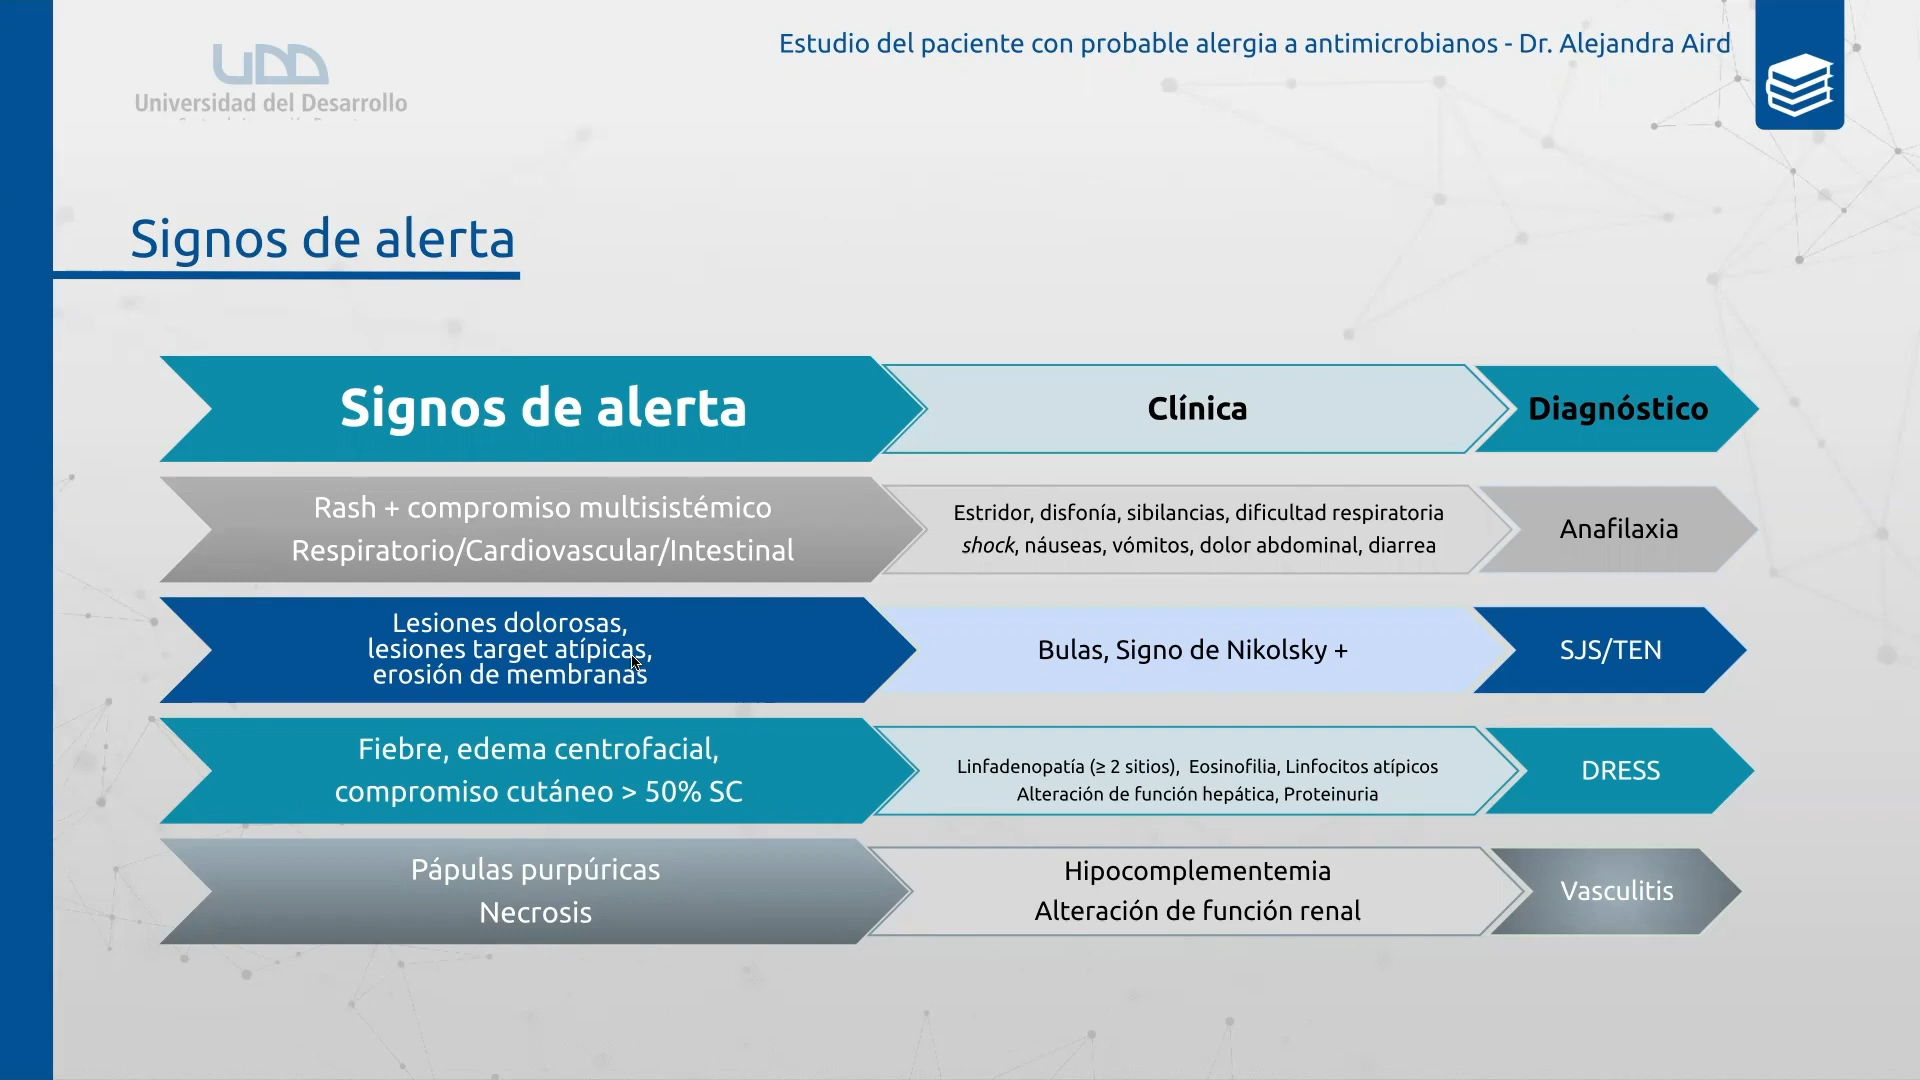 Estudio del paciente con probable alergia a antimicrobianos - Dr. Alejandra Aird
UDD
Universidad del Desarrollo
Signos de alerta
Signos de alerta
Clínica
Diagnóstico
Rash + compromiso multisistémico
Respiratorio/Cardiovascular/Intestinal
Estridor, disfonía, sibilancias, dificultad respiratoria
shock, náuseas, vómitos, dolor abdominal, diarrea
Anafilaxia
Lesiones dolorosas,
lesiones target atípicas,
erosión de membranas
Bulas, Signo de Nikolsky +
SJS/TEN
Fiebre, edema centrofacial,
compromiso cutáneo > 50% SC
Linfadenopatía (≥ 2 sitios), Eosinofilia, Linfocitos atípicos
Alteración de función hepática, Proteinuria
DRESS
Pápulas purpúricas
Necrosis
Hipocomplementemia
Alteración de función renal
Vasculitis